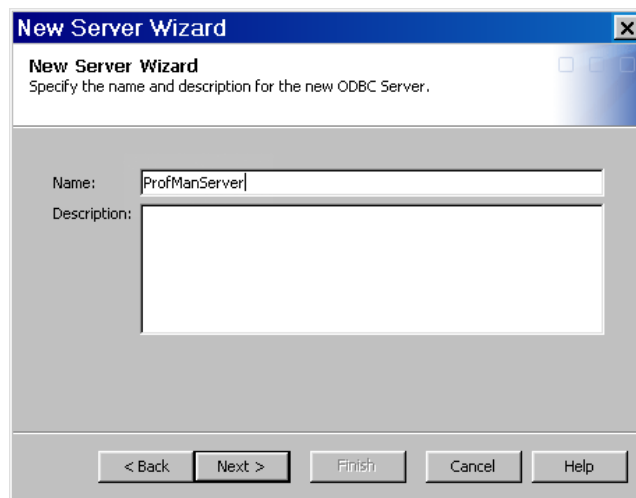 New Server Wizard
New Server Wizard
Specify the name and description for the new ODBC Server.
Name: ProfManServer
Description:
< Back Next > Finish Cancel Help